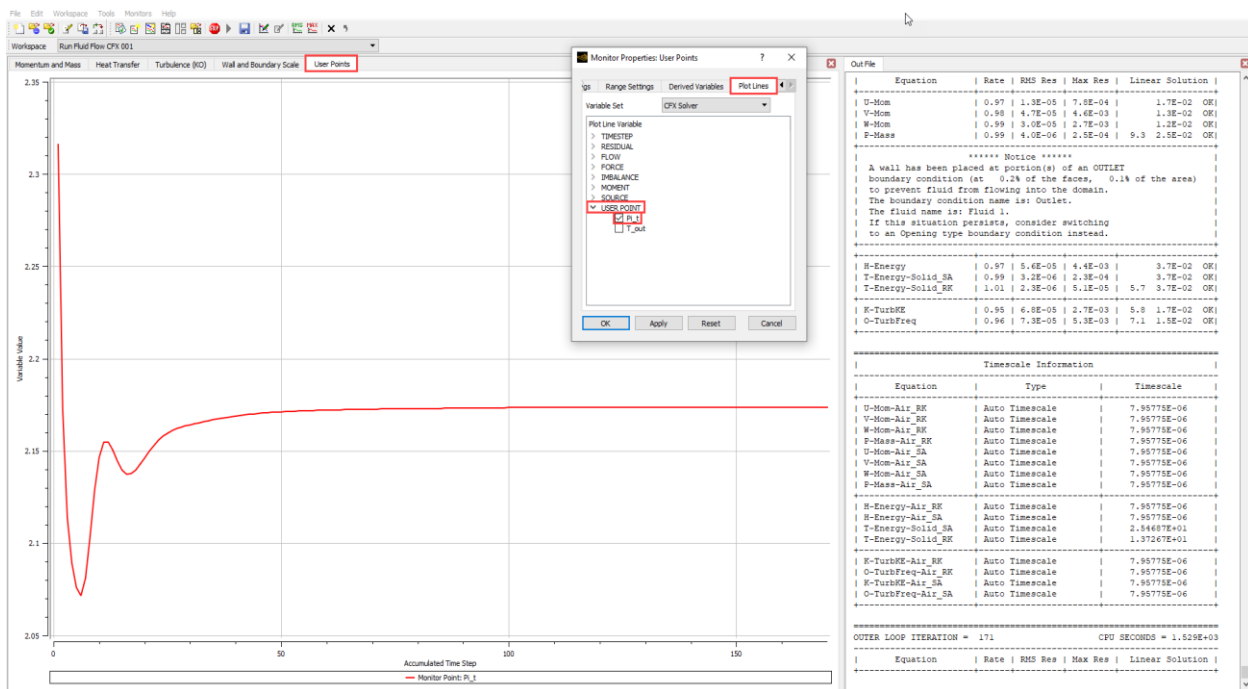 File Edit Workspace Tools Monitors Help
Workspace Run Fluid Flow CFX 001
Momentum and Mass Heat Transfer Turbulence (KO) Wall and Boundary Scale User Points
2.35
2.3
2.25
2.2
2.15
2.1
2.05
Variable Value
0 50 100 150
Accumulated Time Step
Monitor Point: Pi_t
Monitor Properties: User Points ? X
gs Range Settings Derived Variables Plot Lines
Variable Set CFX Solver
Plot Line Variable
> TIMESTEP
> RESIDUAL
> FLOW
> FORCE
> IMBALANCE
> MOMENT
> SOURCE
USER POINT
Pi_t
T_out
OK Apply Reset Cancel
Out File
| Equation | Rate | RMS Res | Max Res | Linear Solution |
| U-Mom | 0.97 | 1.3E-05 | 7.8E-04 | 1.7E-02 OK|
| V-Mom | 0.98 | 4.7E-05 | 4.6E-03 | 1.3E-02 OK|
| W-Mom | 0.99 | 3.0E-05 | 2.7E-03 | 1.2E-02 OK|
| P-Mass | 0.99 | 4.0E-06 | 2.5E-04 | 9.3 2.5E-02 OK|
| ****** Notice ****** |
| A wall has been placed at portion(s) of an OUTLET |
| boundary condition (at 0.2% of the faces, 0.1% of the area) |
| to prevent fluid from flowing into the domain. |
| The boundary condition name is: Outlet. |
| The fluid name is: Fluid 1. |
| If this situation persists, consider switching |
| to an Opening type boundary condition instead. |
| H-Energy | 0.97 | 5.6E-05 | 4.4E-03 | 3.7E-02 OK|
| T-Energy-Solid_SA | 0.99 | 3.2E-06 | 2.3E-04 | 3.7E-02 OK|
| T-Energy-Solid_RK | 1.01 | 2.3E-06 | 5.1E-05 | 5.7 3.7E-02 OK|
| K-TurbKE | 0.95 | 6.8E-05 | 2.7E-03 | 5.8 1.7E-02 OK|
| O-TurbFreq | 0.96 | 7.3E-05 | 5.3E-03 | 7.1 1.5E-02 OK|
| Timescale Information |
| Equation | Type | Timescale |
| U-Mom-Air_RK | Auto Timescale | 7.95775E-06 |
| V-Mom-Air_RK | Auto Timescale | 7.95775E-06 |
| W-Mom-Air_RK | Auto Timescale | 7.95775E-06 |
| P-Mass-Air_RK | Auto Timescale | 7.95775E-06 |
| U-Mom-Air_SA | Auto Timescale | 7.95775E-06 |
| V-Mom-Air_SA | Auto Timescale | 7.95775E-06 |
| W-Mom-Air_SA | Auto Timescale | 7.95775E-06 |
| P-Mass-Air_SA | Auto Timescale | 7.95775E-06 |
| H-Energy-Air_RK | Auto Timescale | 7.95775E-06 |
| H-Energy-Air_SA | Auto Timescale | 7.95775E-06 |
| T-Energy-Solid_SA | Auto Timescale | 2.54687E+01 |
| T-Energy-Solid_RK | Auto Timescale | 1.37267E+01 |
| K-TurbKE-Air_RK | Auto Timescale | 7.95775E-06 |
| O-TurbFreq-Air_RK | Auto Timescale | 7.95775E-06 |
| K-TurbKE-Air_SA | Auto Timescale | 7.95775E-06 |
| O-TurbFreq-Air_SA | Auto Timescale | 7.95775E-06 |
OUTER LOOP ITERATION = 171 CPU SECONDS = 1.529E+03
| Equation | Rate | RMS Res | Max Res | Linear Solution |